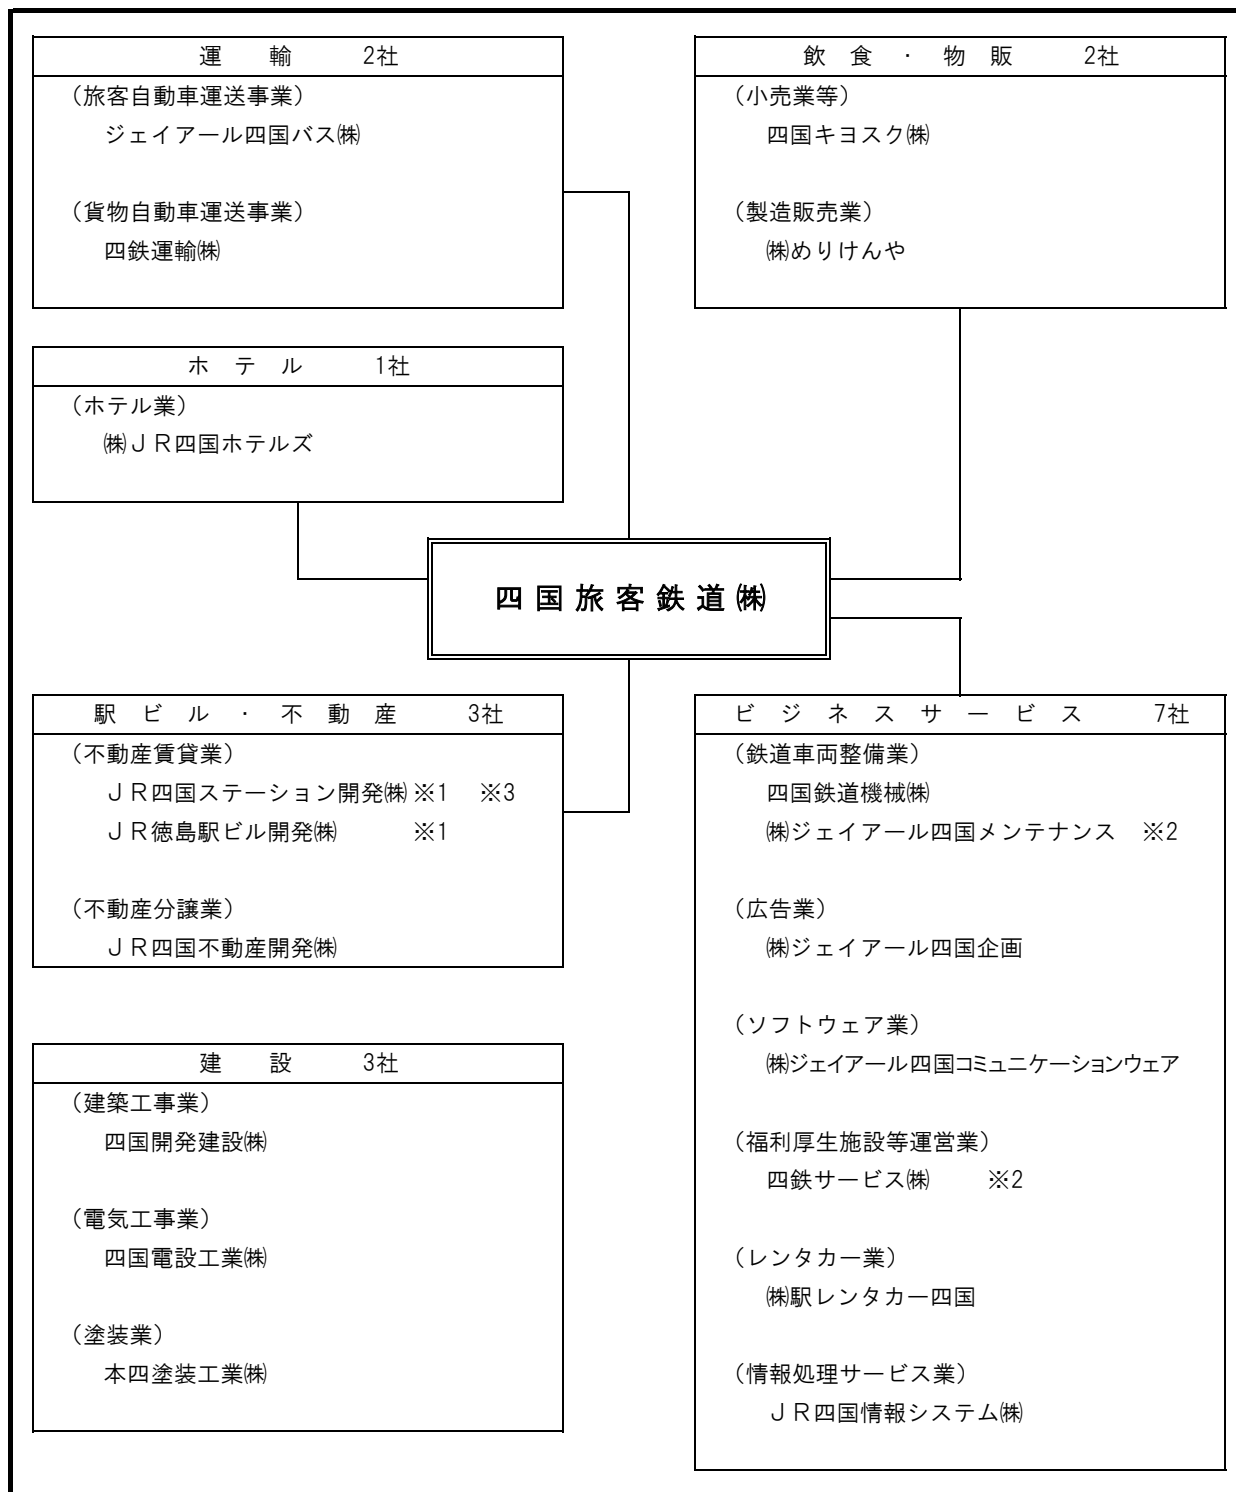 運　輸　2社
（旅客自動車運送事業）
ジェイアール四国バス㈱
（貨物自動車運送事業）
四鉄運輸㈱
飲食・物販　2社
（小売業等）
四国キヨスク㈱
（製造販売業）
㈱めりけんや
ホテル　1社
（ホテル業）
㈱ＪＲ四国ホテルズ
四国旅客鉄道㈱
駅ビル・不動産　3社
（不動産賃貸業）
ＪＲ四国ステーション開発㈱ ※1　※3
ＪＲ徳島駅ビル開発㈱　※1
（不動産分譲業）
ＪＲ四国不動産開発㈱
建　設　3社
（建築工事業）
四国開発建設㈱
（電気工事業）
四国電設工業㈱
（塗装業）
本四塗装工業㈱
ビジネスサービス　7社
（鉄道車両整備業）
四国鉄道機械㈱
㈱ジェイアール四国メンテナンス　※2
（広告業）
㈱ジェイアール四国企画
（ソフトウェア業）
㈱ジェイアール四国コミュニケーションウェア
（福利厚生施設等運営業）
四鉄サービス㈱　※2
（レンタカー業）
㈱駅レンタカー四国
（情報処理サービス業）
ＪＲ四国情報システム㈱